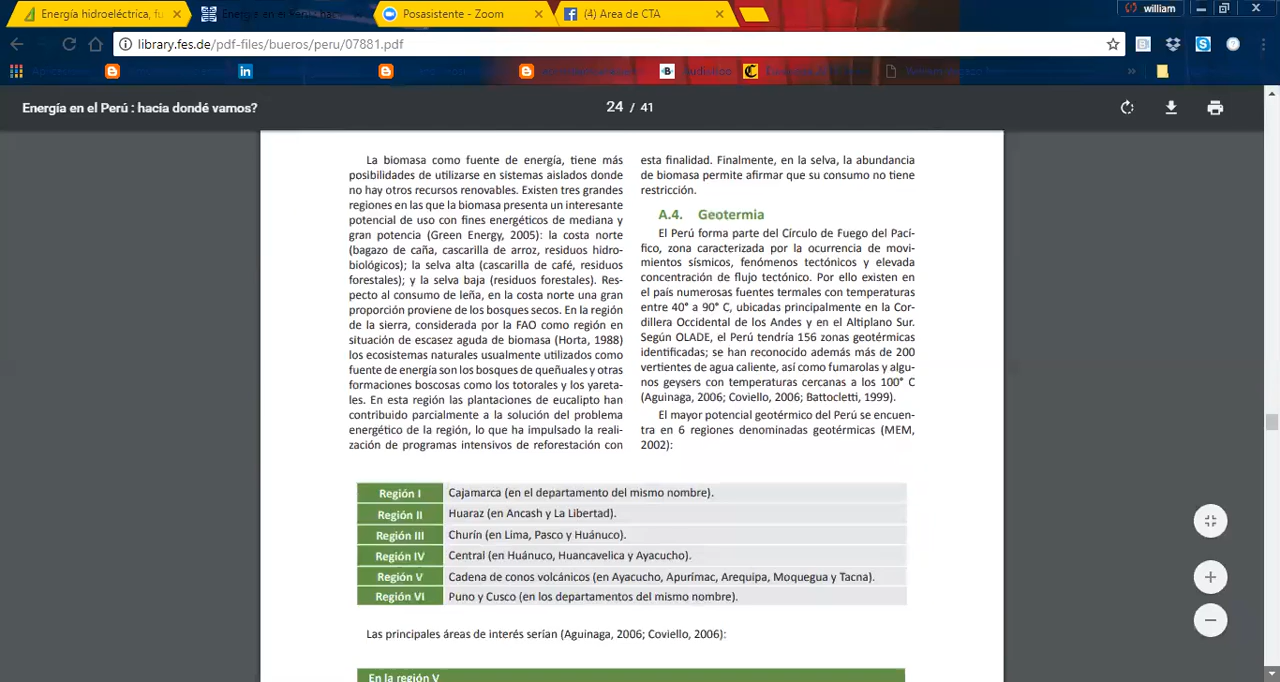 Energía hidroeléctrica, fu
Energía en el Perú: hac
Posasistente - Zoom
(4) Area de CTA
william
library.fes.de/pdf-files/bueros/peru/07881.pdf
Energía en el Perú : hacia dondé vamos?
24 / 41
La biomasa como fuente de energía, tiene más
posibilidades de utilizarse en sistemas aislados donde
no hay otros recursos renovables. Existen tres grandes
regiones en las que la biomasa presenta un interesante
potencial de uso con fines energéticos de mediana y
gran potencia (Green Energy, 2005): la costa norte
(bagazo de caña, cascarilla de arroz, residuos hidro-
biológicos); la selva alta (cascarilla de café, residuos
forestales); y la selva baja (residuos forestales). Res-
pecto al consumo de leña, en la costa norte una gran
proporción proviene de los bosques secos. En la región
de la sierra, considerada por la FAO como región en
situación de escasez aguda de biomasa (Horta, 1988)
los ecosistemas naturales usualmente utilizados como
fuente de energía son los bosques de queñuales y otras
formaciones boscosas como los totorales y los yareta-
les. En esta región las plantaciones de eucalipto han
contribuido parcialmente a la solución del problema
energético de la región, lo que ha impulsado la reali-
zación de programas intensivos de reforestación con
esta finalidad. Finalmente, en la selva, la abundancia
de biomasa permite afirmar que su consumo no tiene
restricción.
A.4. Geotermia
El Perú forma parte del Círculo de Fuego del Pací-
fico, zona caracterizada por la ocurrencia de movi-
mientos sísmicos, fenómenos tectónicos y elevada
concentración de flujo tectónico. Por ello existen en
el país numerosas fuentes termales con temperaturas
entre 40° a 90° C, ubicadas principalmente en la Cor-
dillera Occidental de los Andes y en el Altiplano Sur.
Según OLADE, el Perú tendría 156 zonas geotérmicas
identificadas; se han reconocido además más de 200
vertientes de agua caliente, así como fumarolas y algu-
nos geysers con temperaturas cercanas a los 100° C
(Aguinaga, 2006; Coviello, 2006; Battocletti, 1999).
El mayor potencial geotérmico del Perú se encuen-
tra en 6 regiones denominadas geotérmicas (MEM,
2002):
Región I Cajamarca (en el departamento del mismo nombre).
Región II Huaraz (en Ancash y La Libertad).
Región III Churín (en Lima, Pasco y Huánuco).
Región IV Central (en Huánuco, Huancavelica y Ayacucho).
Región V Cadena de conos volcánicos (en Ayacucho, Apurímac, Arequipa, Moquegua y Tacna).
Región VI Puno y Cusco (en los departamentos del mismo nombre).
Las principales áreas de interés serían (Aguinaga, 2006; Coviello, 2006):
En la región V